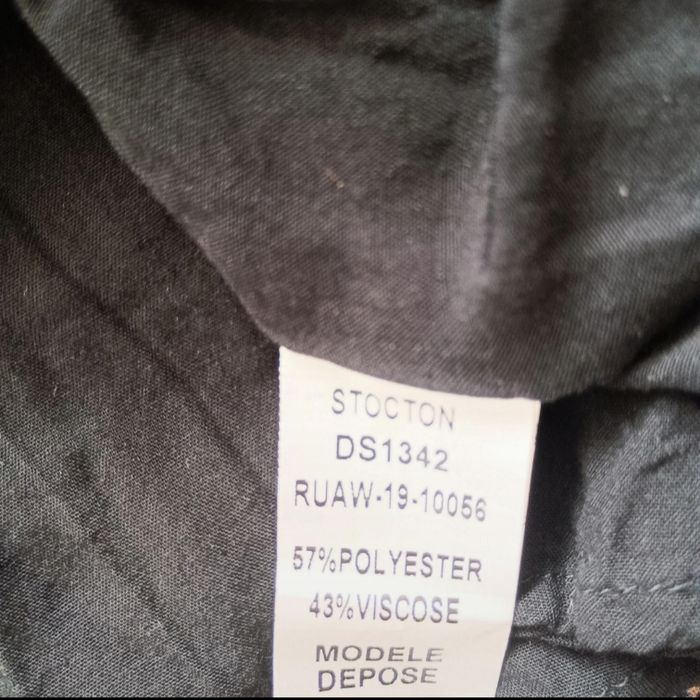 STOCTON
DS1342
RUAW-19-10056
57%POLYESTER
43%VISCOSE
MODELE
DEPOSE